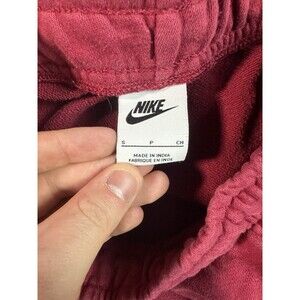 NIKE
S P CH
MADE IN INDIA
FABRIQUÉ EN INDE